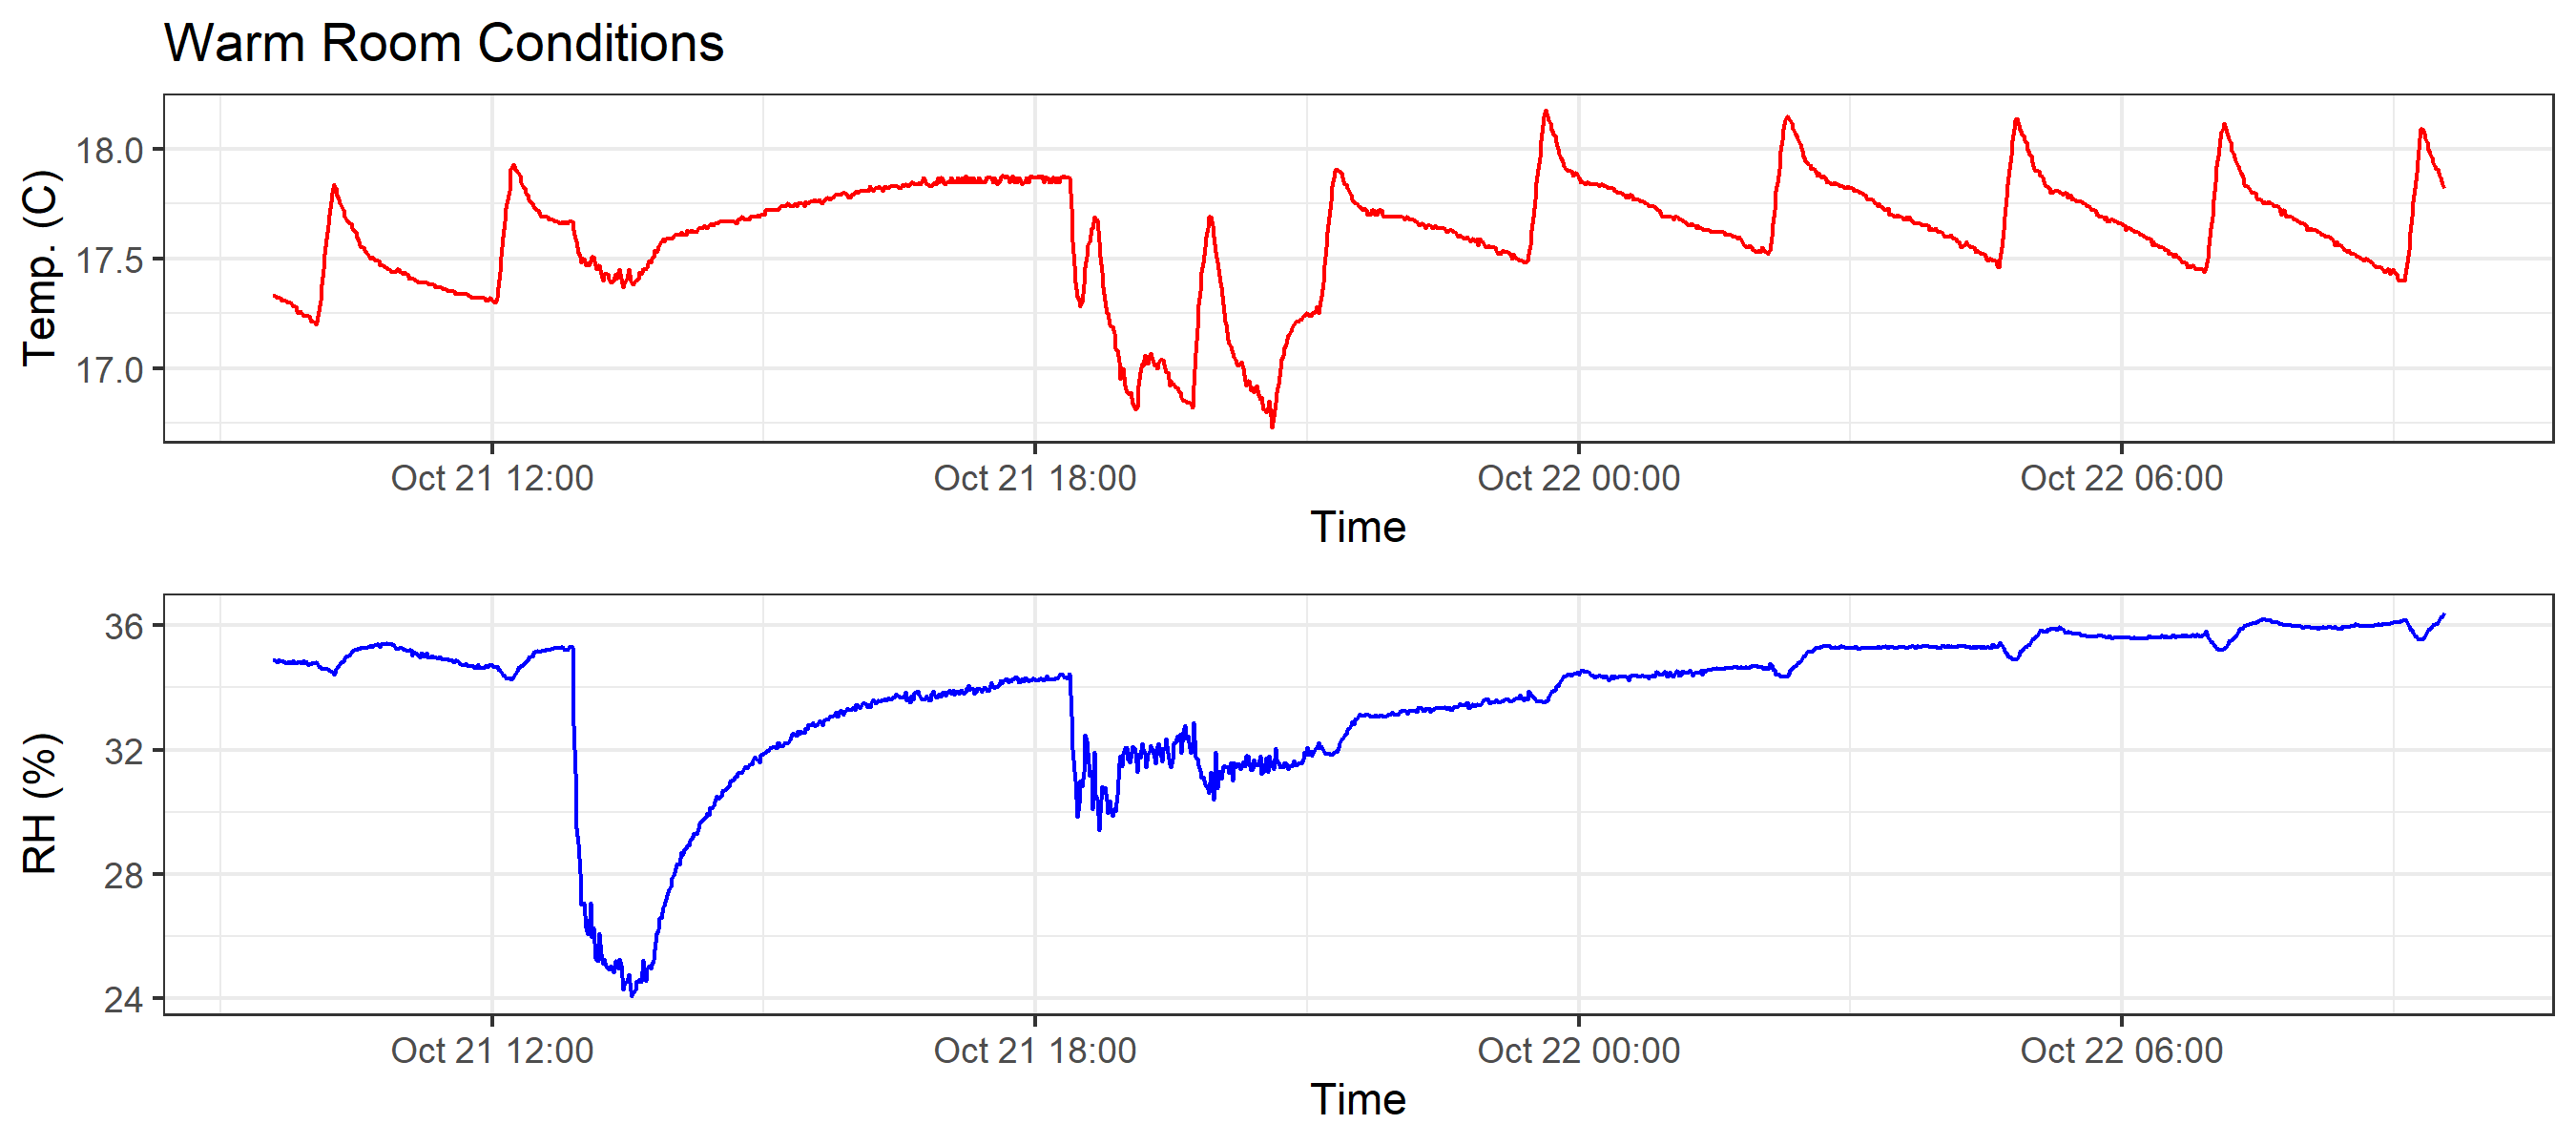 Warm Room Conditions
Temp. (C)
18.0
17.5
17.0
Oct 21 12:00 Oct 21 18:00 Oct 22 00:00 Oct 22 06:00
Time
RH (%)
36
32
28
24
Oct 21 12:00 Oct 21 18:00 Oct 22 00:00 Oct 22 06:00
Time